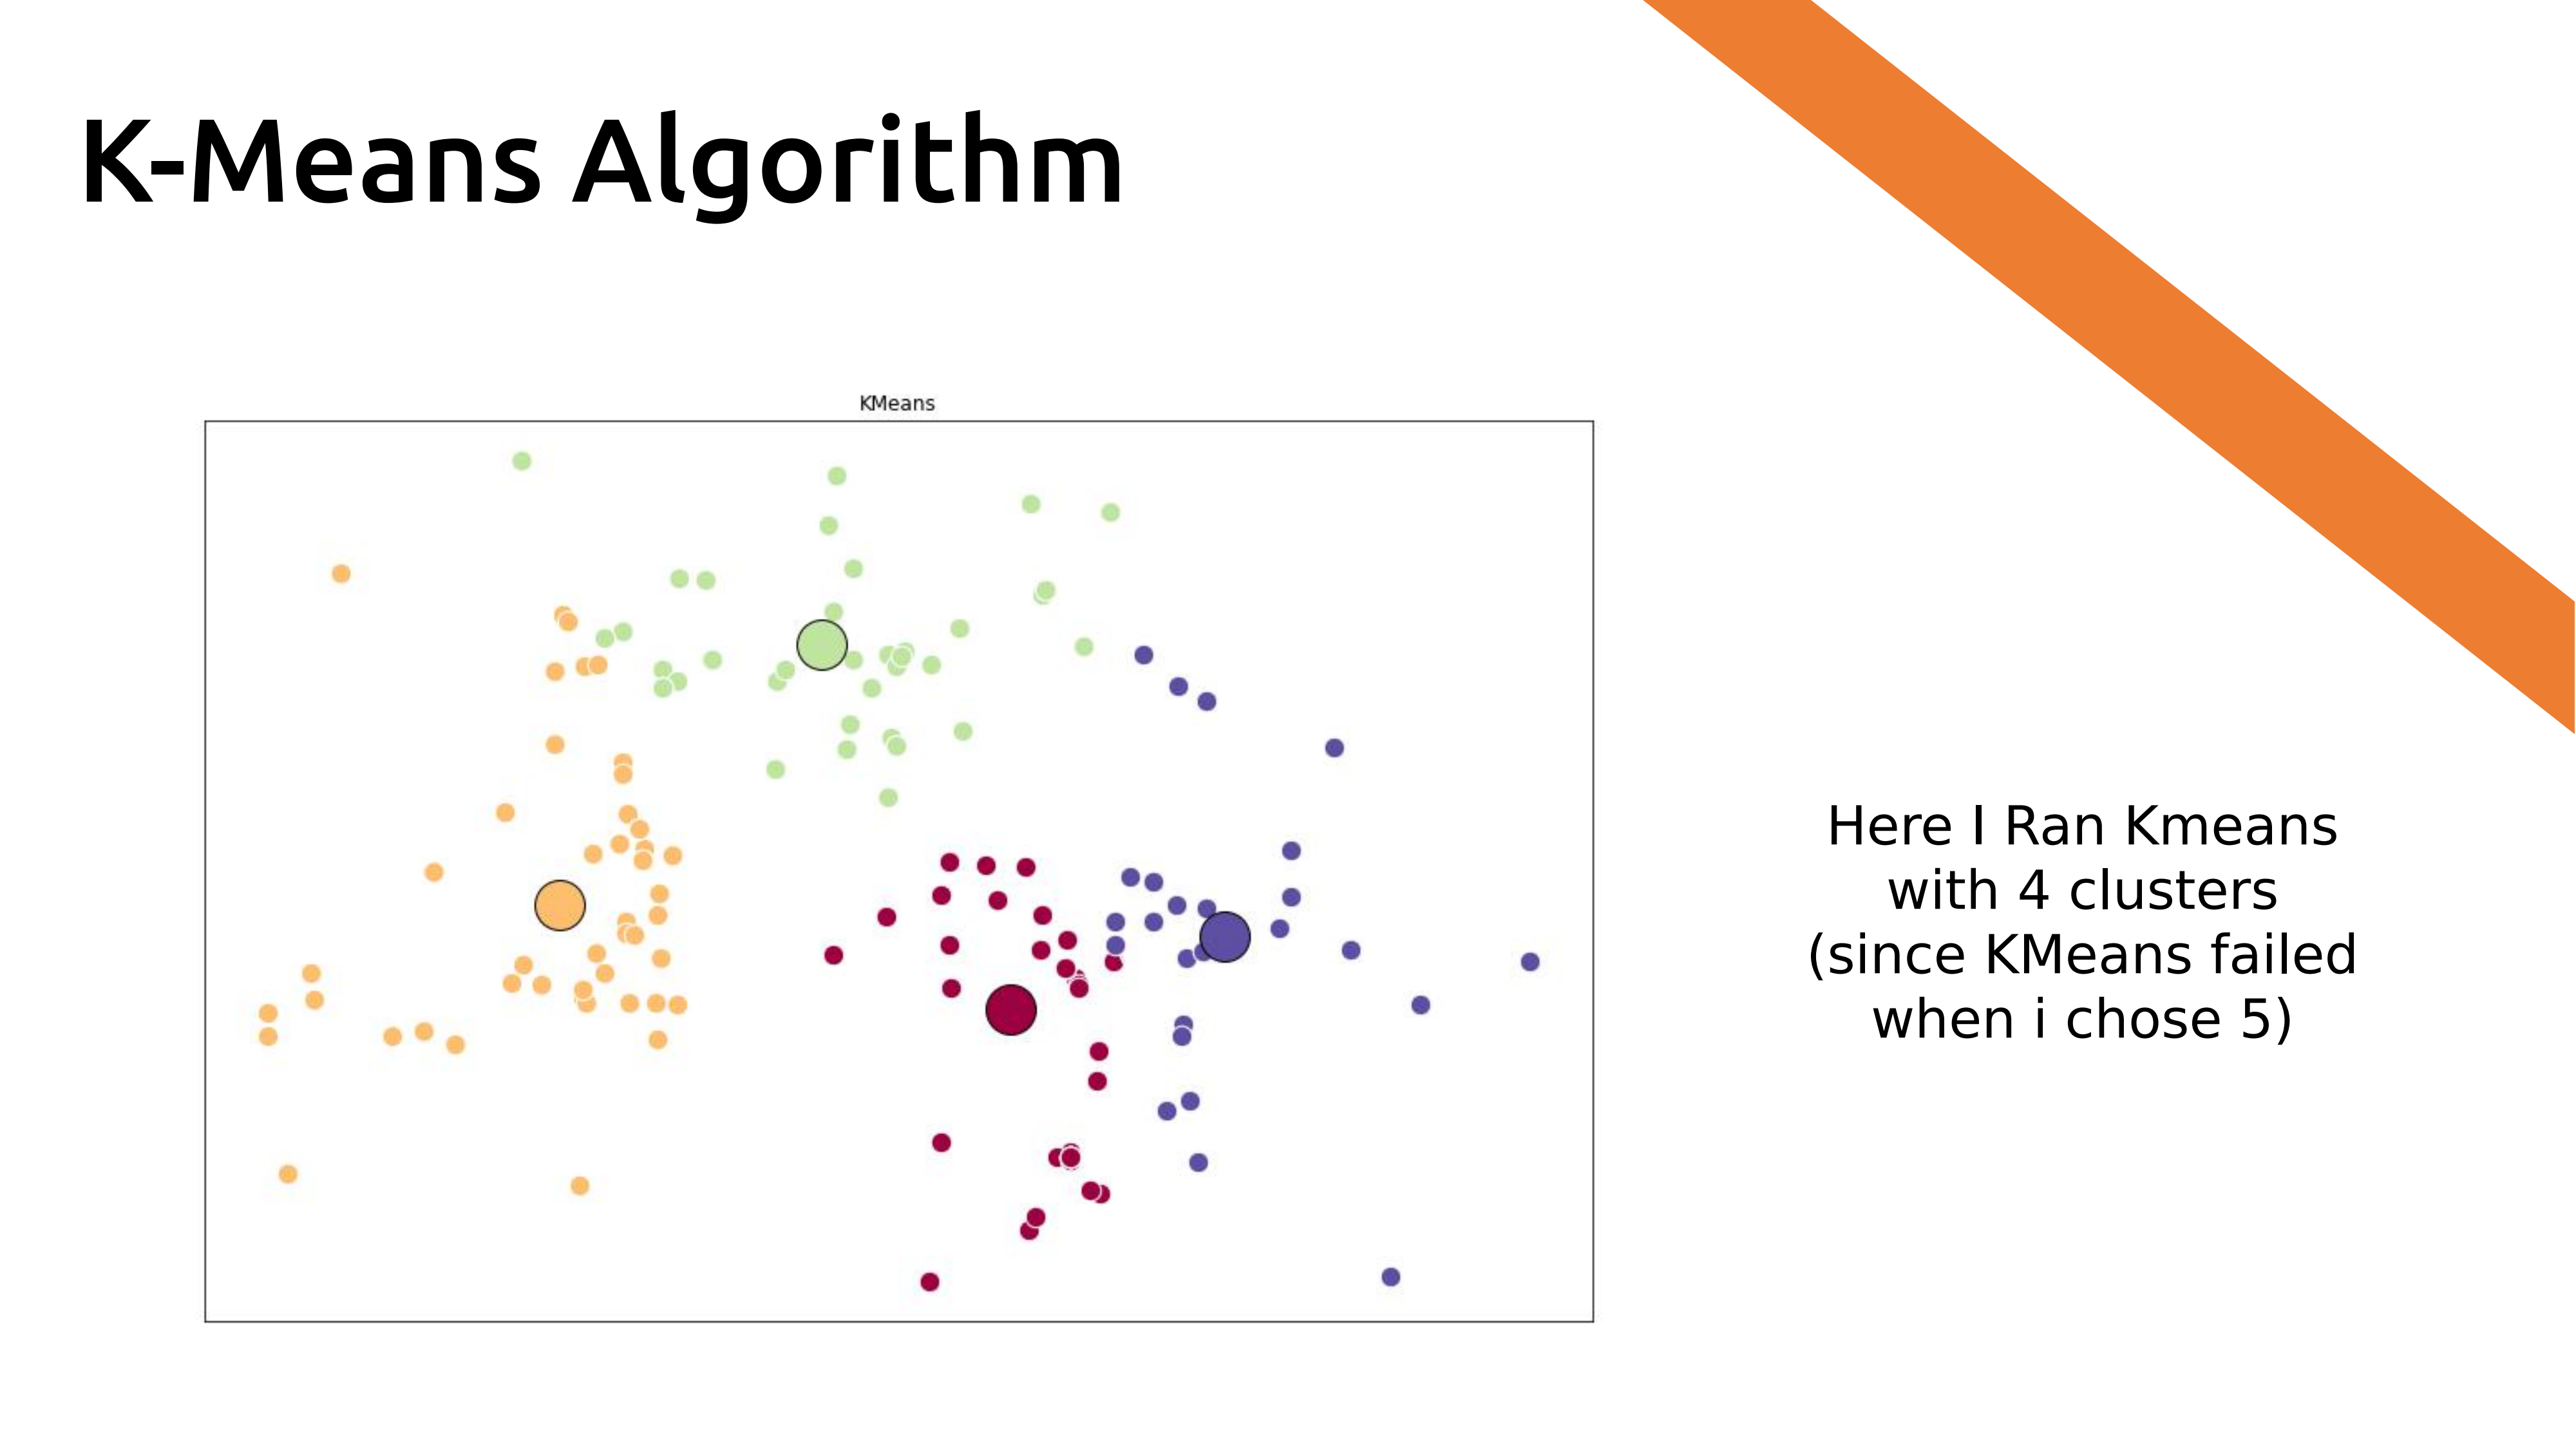 K-Means Algorithm
KMeans
Here I Ran Kmeans
with 4 clusters
(since KMeans failed
when i chose 5)